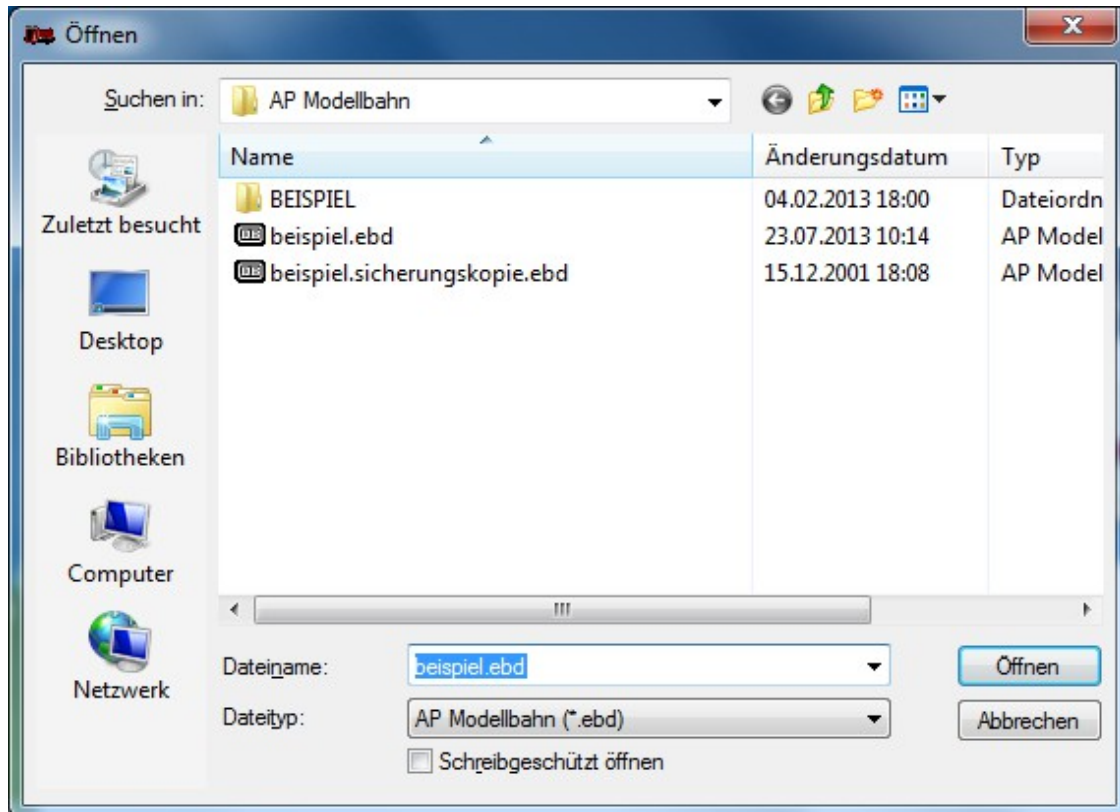 Öffnen
Suchen in: AP Modellbahn
Name Änderungsdatum Typ
BEISPIEL 04.02.2013 18:00 Dateiordn
beispiel.ebd 23.07.2013 10:14 AP Model
beispiel.sicherungskopie.ebd 15.12.2001 18:08 AP Model
Zuletzt besucht
Desktop
Bibliotheken
Computer
Netzwerk
Dateiname: beispiel.ebd Öffnen
Dateityp: AP Modellbahn (*.ebd) Abbrechen
Schreibgeschützt öffnen